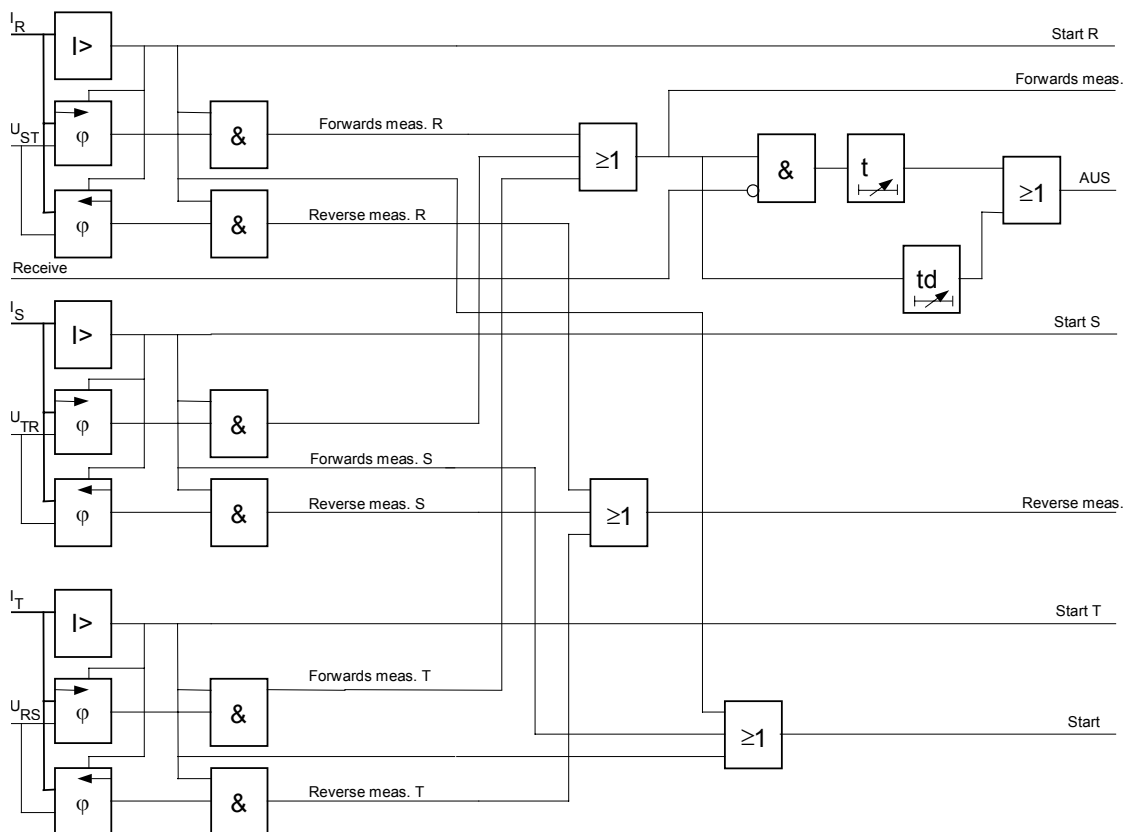 I_R
I>
Start R
Forwards meas.
φ
U_ST
&
Forwards meas. R
≥1
&
t
≥1
AUS
φ
&
Reverse meas. R
Receive
td
I_S
I>
Start S
U_TR
φ
&
Forwards meas. S
φ
&
Reverse meas. S
≥1
Reverse meas.
I_T
I>
Start T
Forwards meas. T
U_RS
φ
&
≥1
Start
φ
&
Reverse meas. T